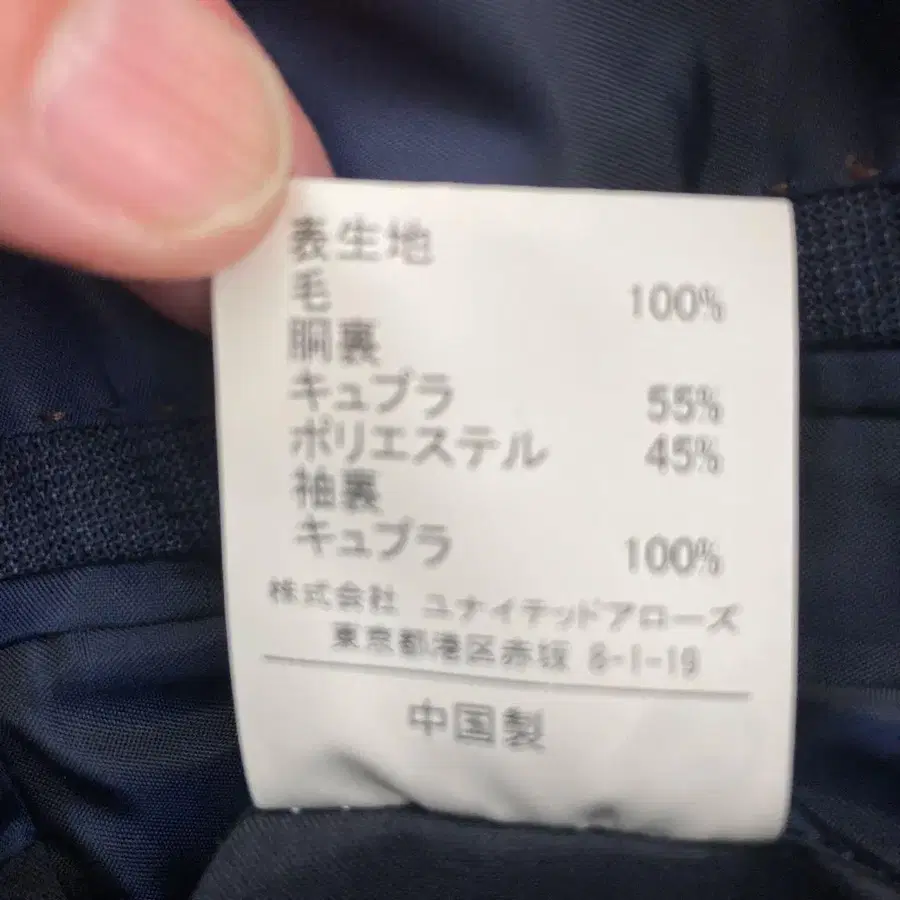 表生地
毛 100%
胴裏
キュプラ 55%
ポリエステル 45%
袖裏
キュプラ 100%
株式会社 ユナイテッドアローズ
東京都港区赤坂 8-1-19
中国製